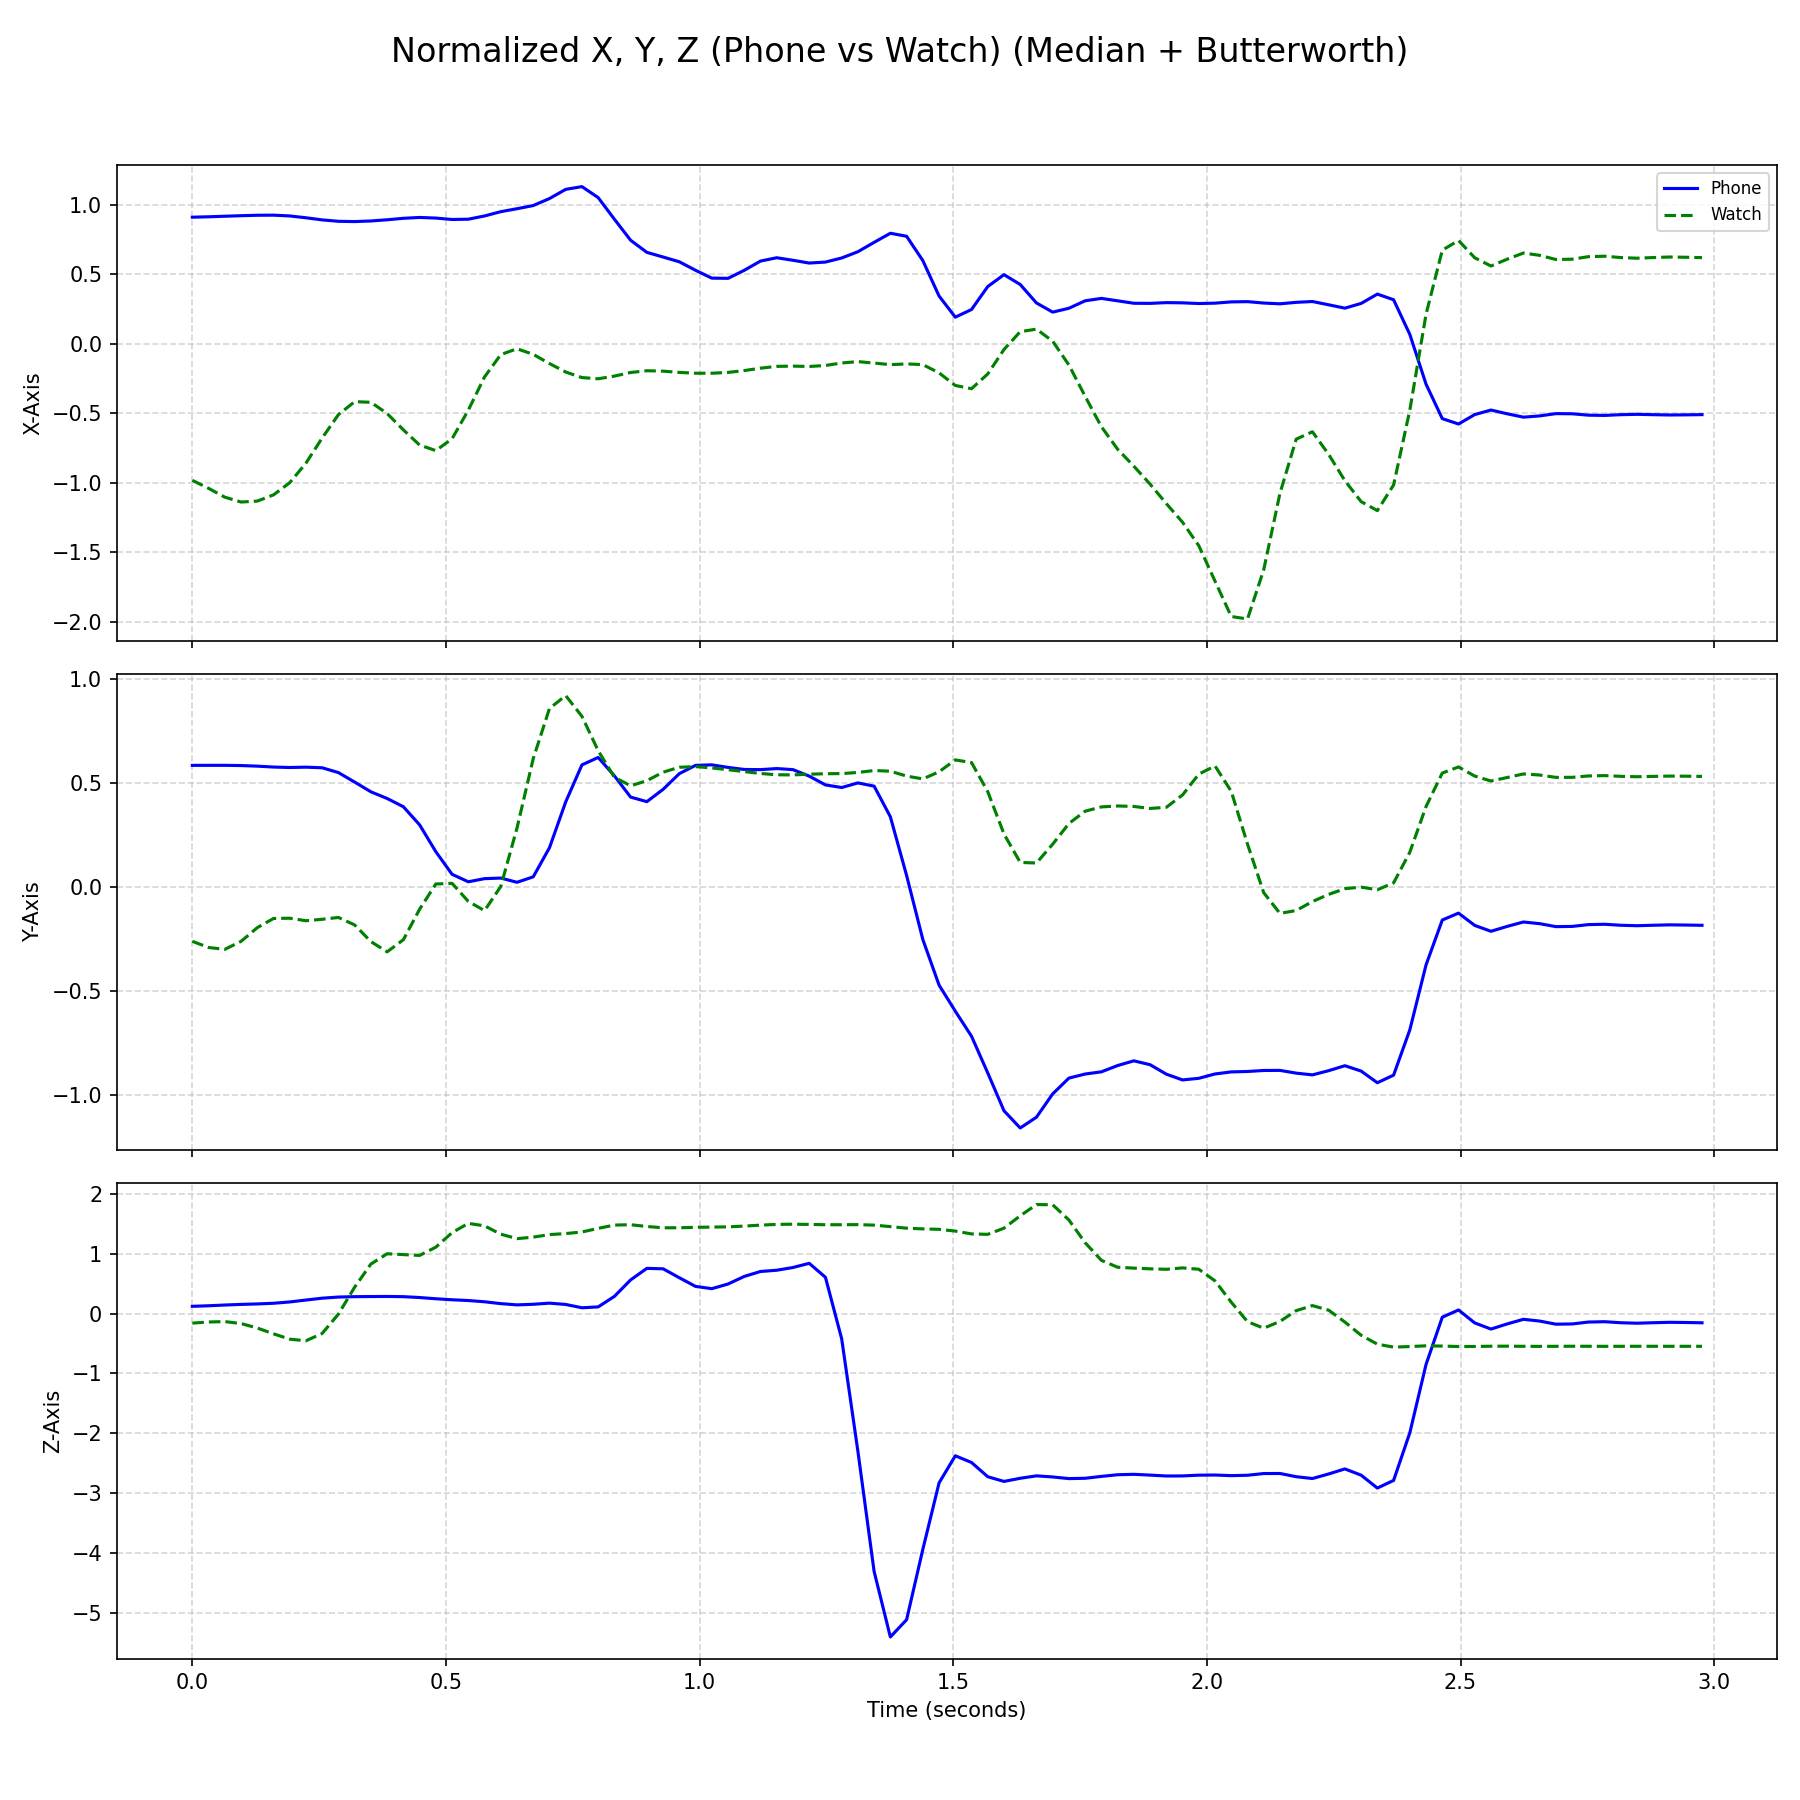 Normalized X, Y, Z (Phone vs Watch) (Median + Butterworth)
Phone
Watch
1.0
0.5
0.0
−0.5
−1.0
−1.5
−2.0
X-Axis
1.0
0.5
0.0
−0.5
−1.0
Y-Axis
2
1
0
−1
−2
−3
−4
−5
Z-Axis
0.0 0.5 1.0 1.5 2.0 2.5 3.0
Time (seconds)